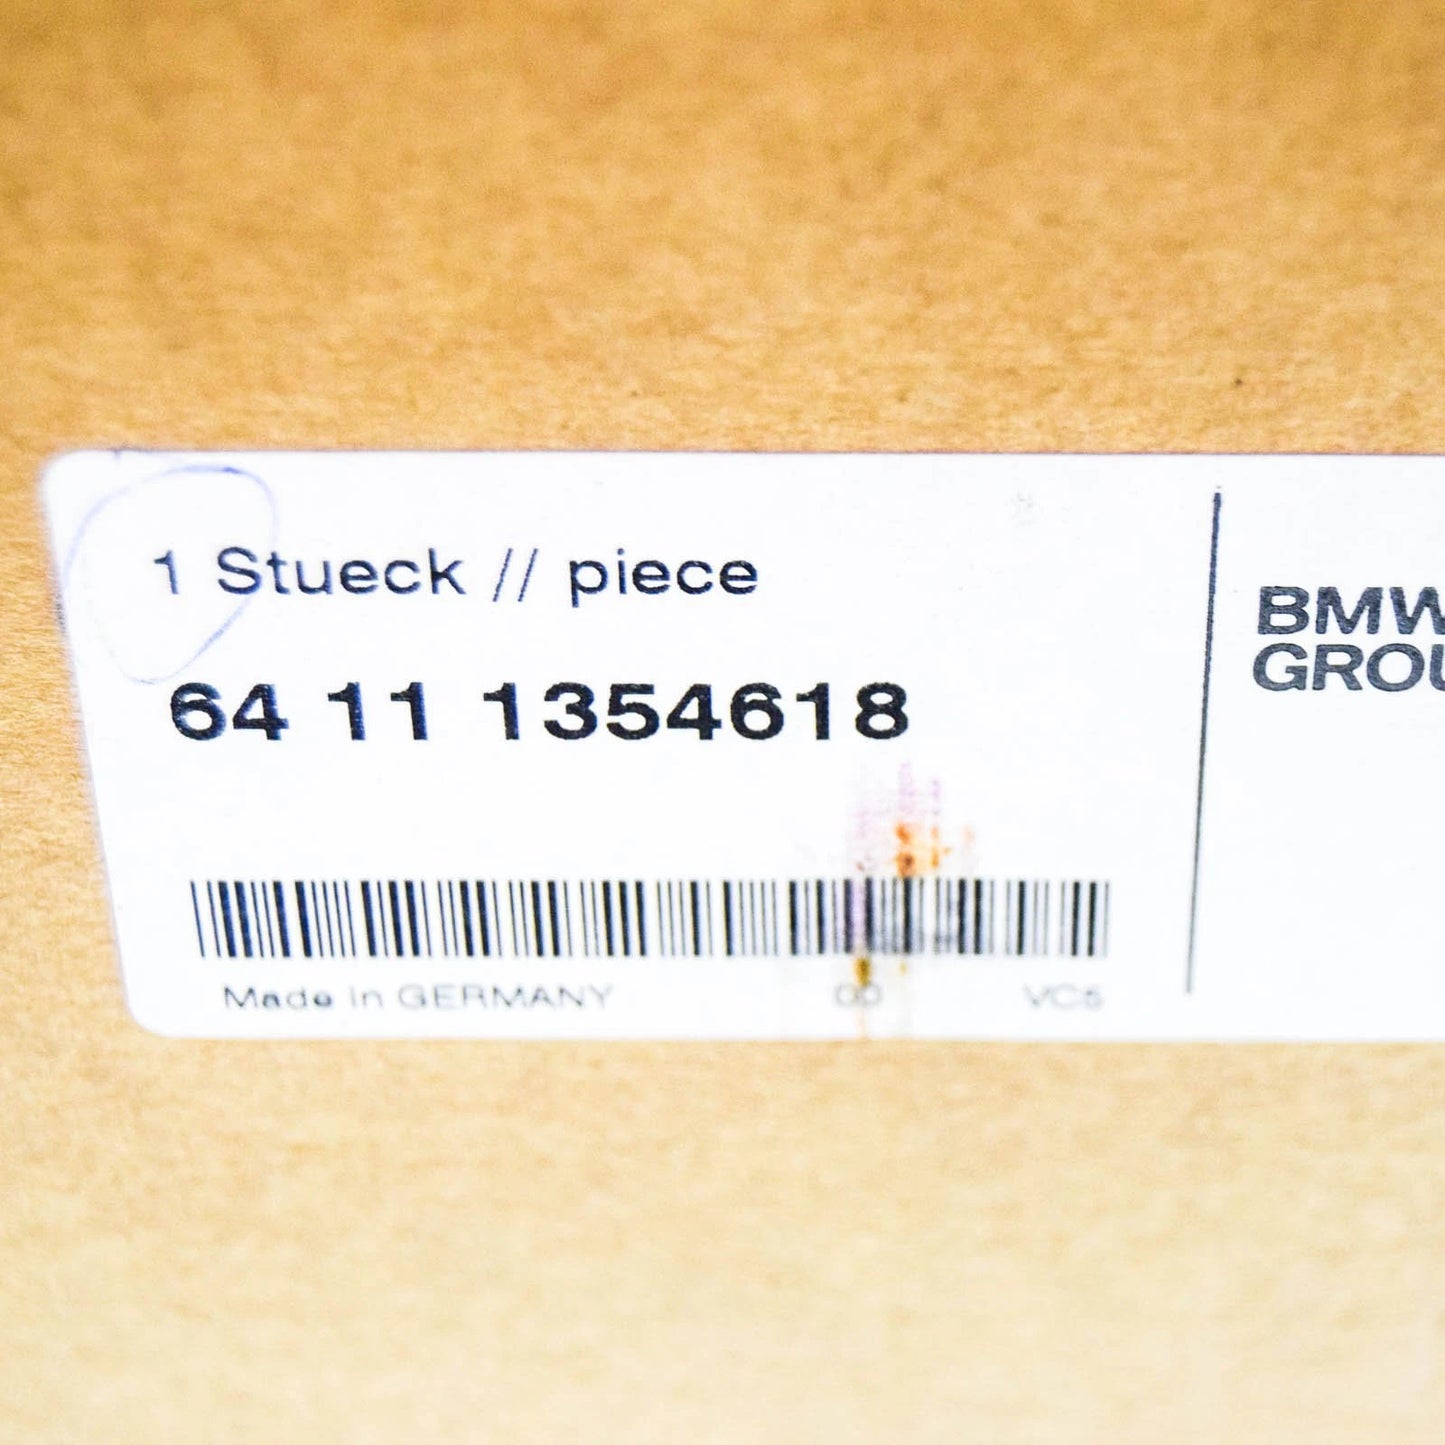 1 Stueck // piece
64 11 1354618
Made in GERMANY 00 VC5
BMW
GROU